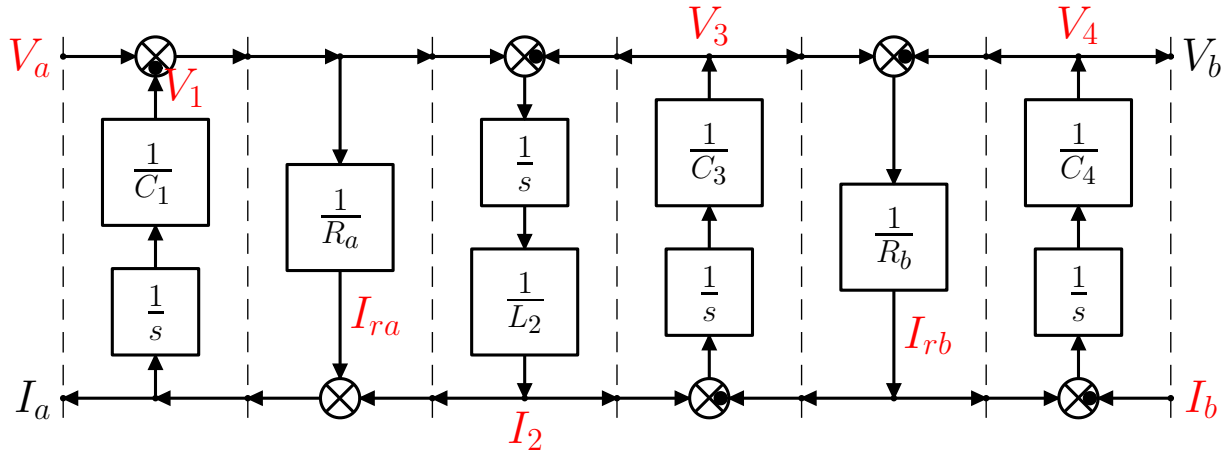 V_a V_3 V_4 V_b
V_1
1/C_1 1/s 1/C_3 1/C_4
1/R_a 1/R_b
1/s 1/L_2 1/s 1/s
I_ra I_rb
I_a I_b
I_2